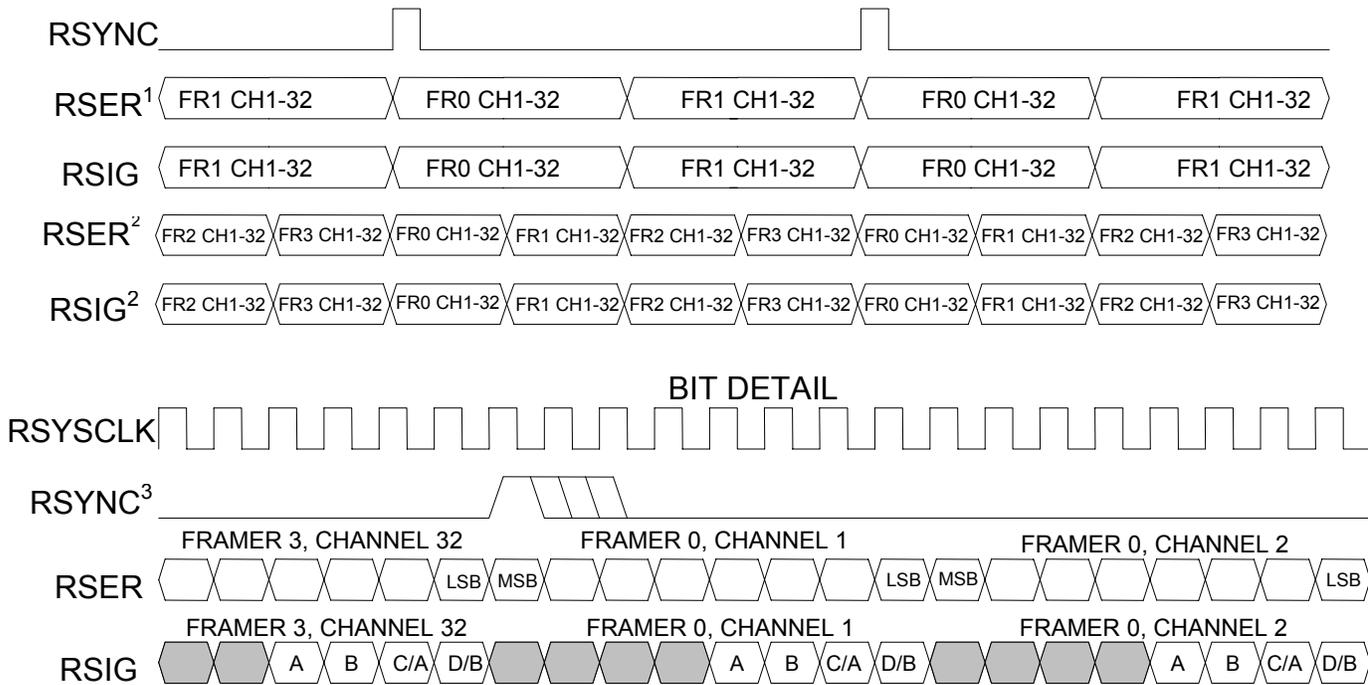 RSYNC
RSER¹ FR1 CH1-32 FR0 CH1-32 FR1 CH1-32 FR0 CH1-32 FR1 CH1-32
RSIG FR1 CH1-32 FR0 CH1-32 FR1 CH1-32 FR0 CH1-32 FR1 CH1-32
RSER² FR2 CH1-32 FR3 CH1-32 FR0 CH1-32 FR1 CH1-32 FR2 CH1-32 FR3 CH1-32 FR0 CH1-32 FR1 CH1-32 FR2 CH1-32 FR3 CH1-32
RSIG² FR2 CH1-32 FR3 CH1-32 FR0 CH1-32 FR1 CH1-32 FR2 CH1-32 FR3 CH1-32 FR0 CH1-32 FR1 CH1-32 FR2 CH1-32 FR3 CH1-32
BIT DETAIL
RSYSCLK
RSYNC³
FRAMER 3, CHANNEL 32 FRAMER 0, CHANNEL 1 FRAMER 0, CHANNEL 2
RSER LSB MSB LSB MSB LSB
FRAMER 3, CHANNEL 32 FRAMER 0, CHANNEL 1 FRAMER 0, CHANNEL 2
RSIG A B C/A D/B A B C/A D/B A B C/A D/B